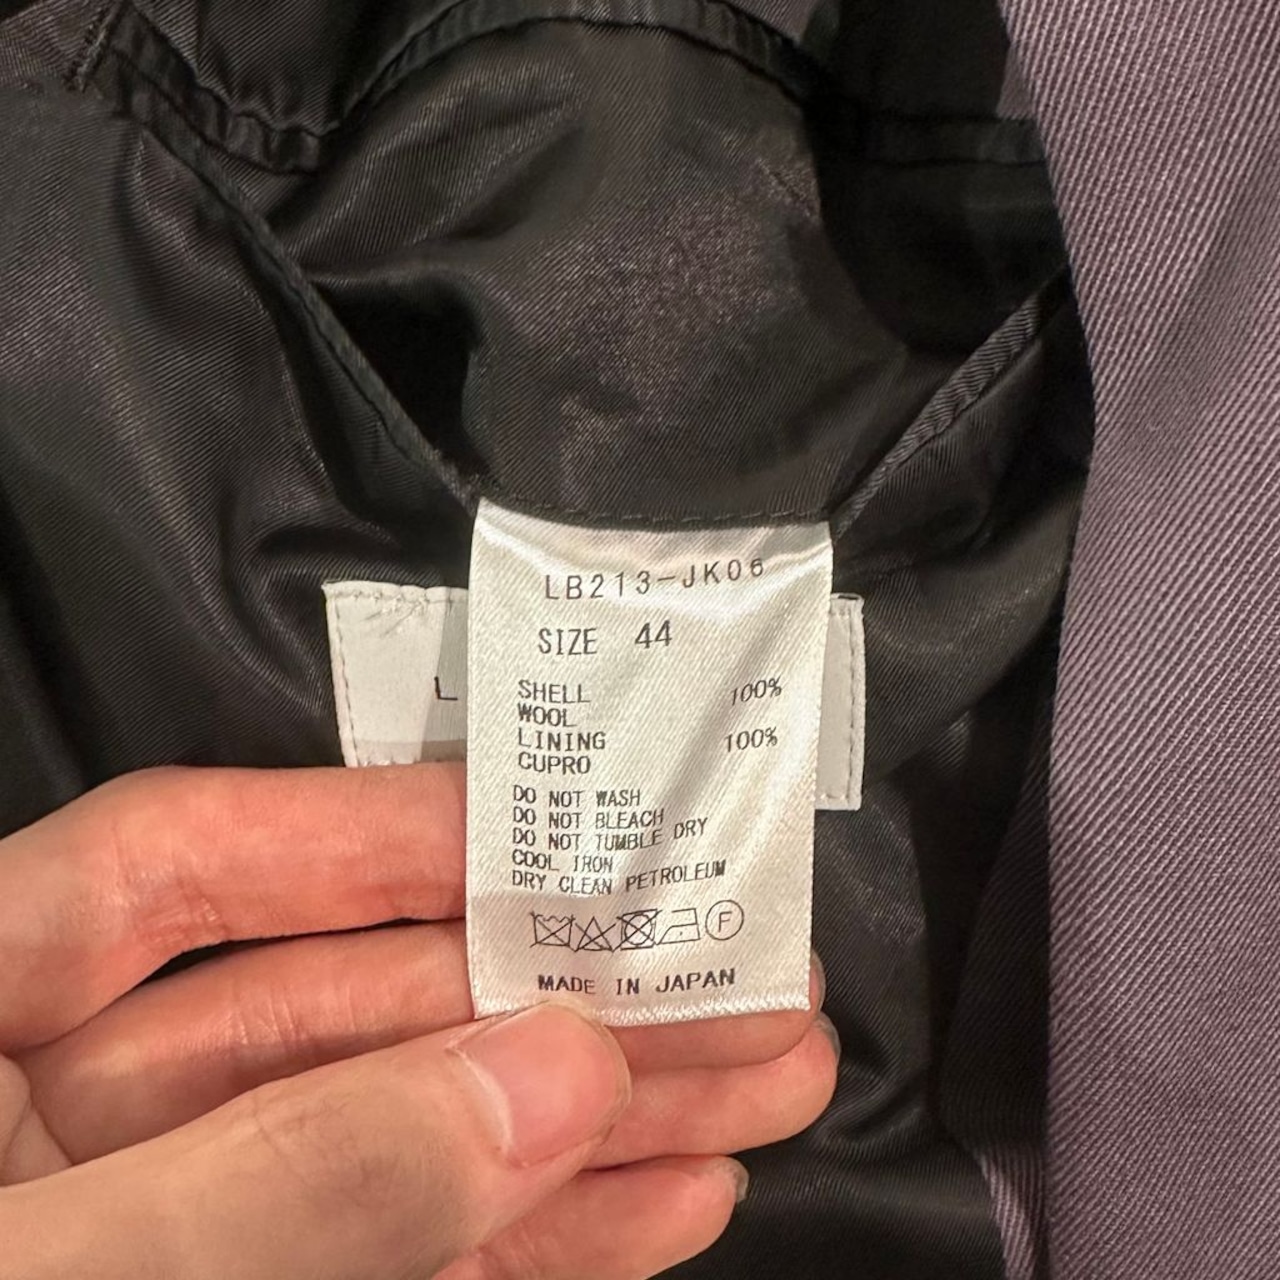 LB213-JK06
SIZE 44
SHELL 100%
WOOL
LINING 100%
CUPRO
DO NOT WASH
DO NOT BLEACH
DO NOT TUMBLE DRY
COOL IRON
DRY CLEAN PETROLEUM
F
MADE IN JAPAN
L